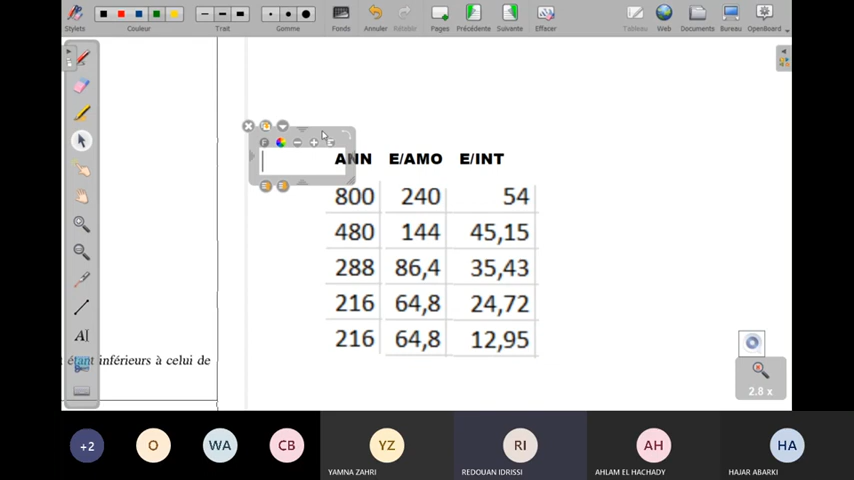 Stylets Couleur Trait Gomme Fonds Annuler Rétablir Pages Précédente Suivante Effacer Tableau Web Documents Bureau OpenBoard
ANN E/AMO E/INT
800 240 54
480 144 45,15
288 86,4 35,43
216 64,8 24,72
216 64,8 12,95
étant inférieurs à celui de
2.8 x
+2 O WA CB YZ RI AH HA
YAMNA ZAHRI REDOUAN IDRISSI AHLAM EL HACHADY HAJAR ABARKI